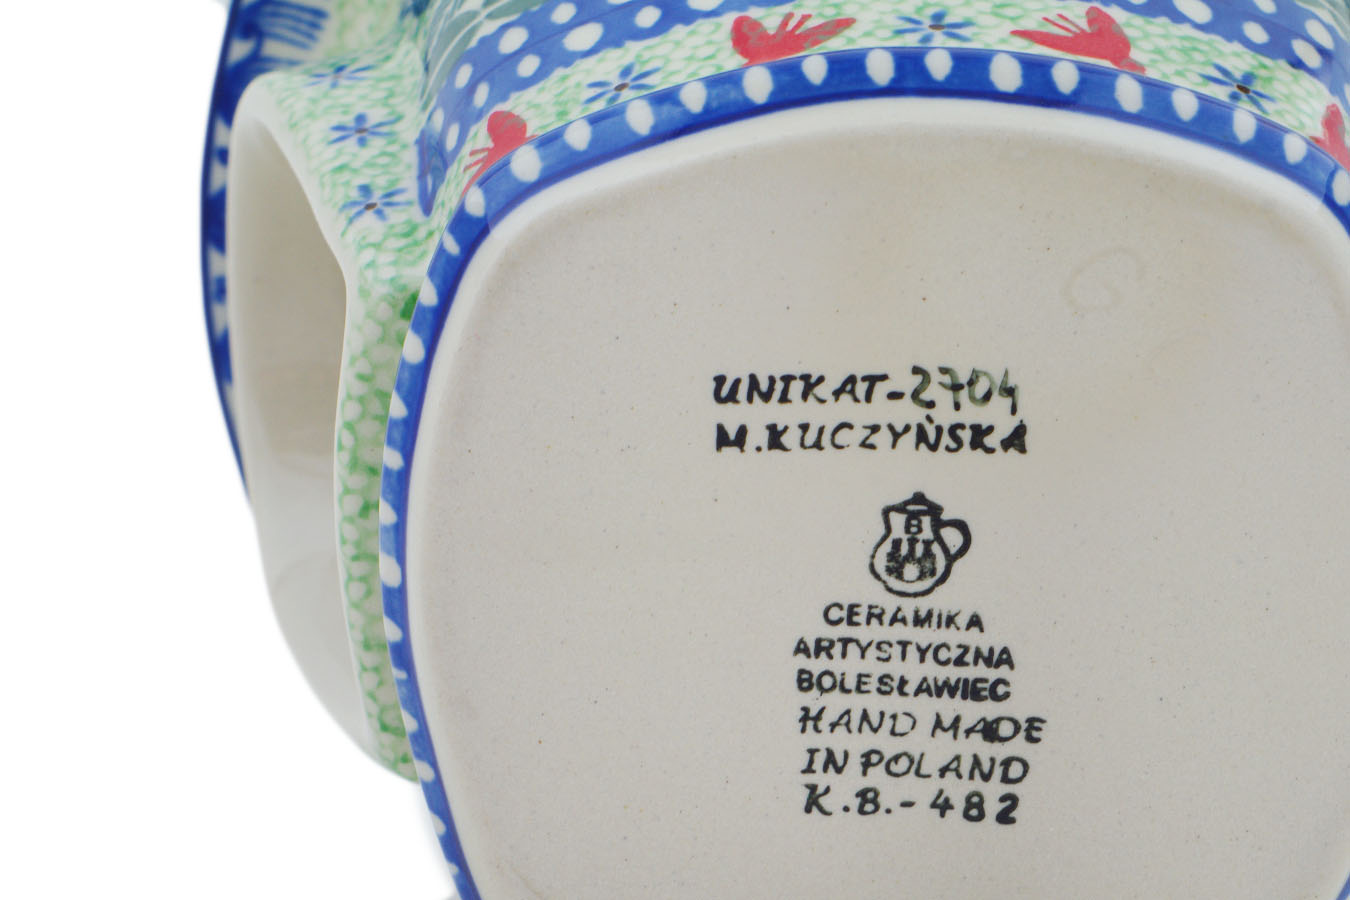 UNIKAT-2704
M.KUCZYŃSKA
B
CERAMIKA
ARTYSTYCZNA
BOLESŁAWIEC
HAND MADE
IN POLAND
K.B.-482
G